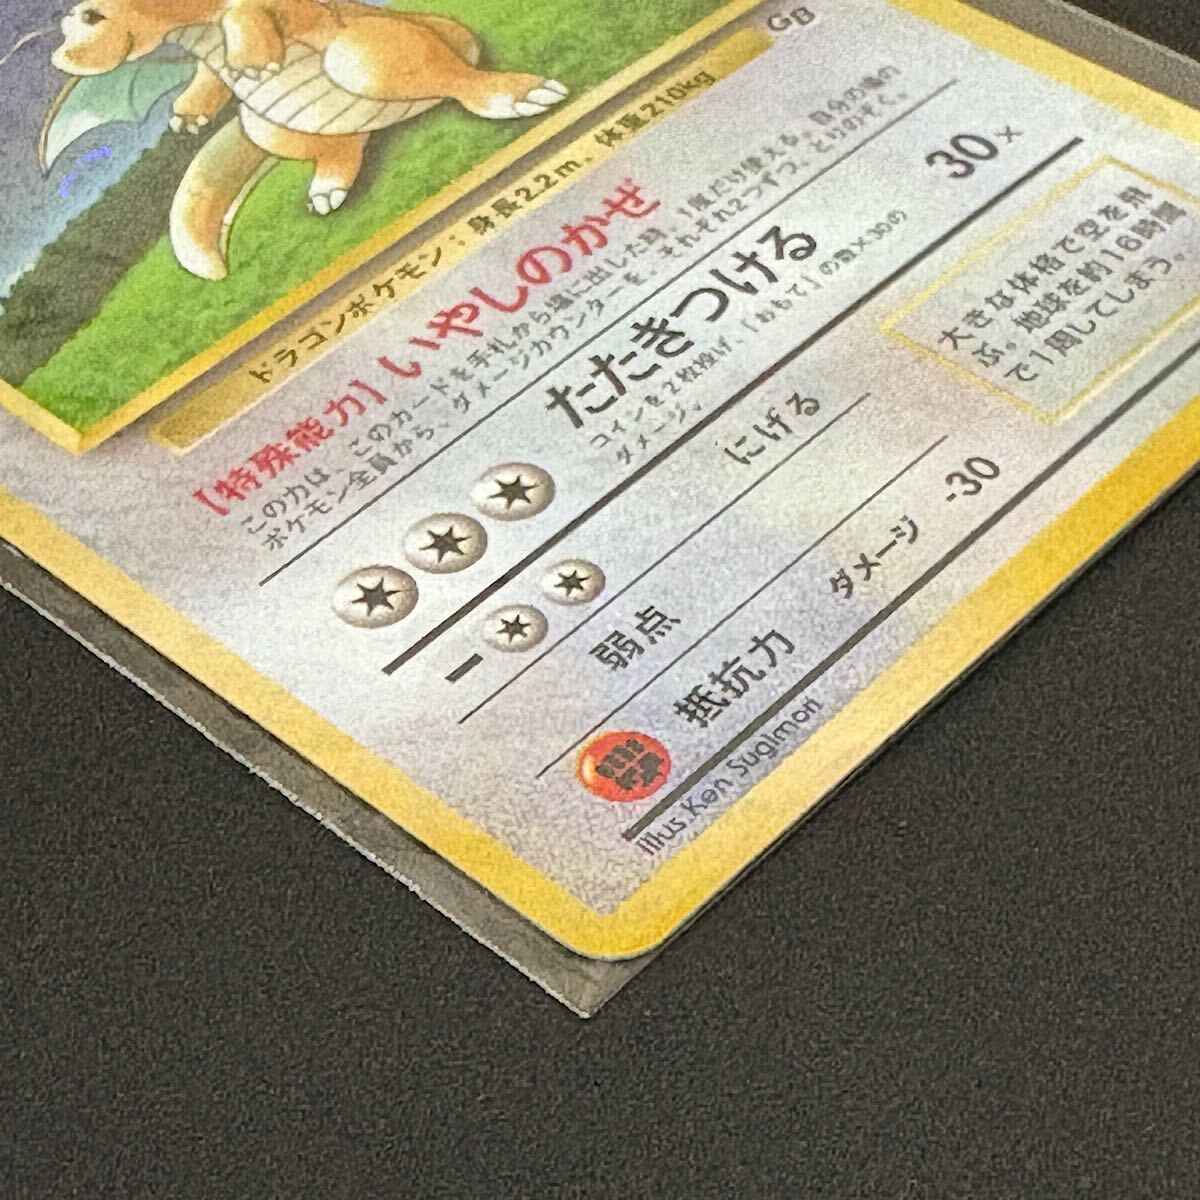 GB
ドラゴンポケモン：身長2.2m、体重210kg
【特殊能力】いやしのかぜ
この力は、このカードを手札から場に出した時、1度だけ使える。自分の場の
ポケモン全員から、ダメージカウンターを、それぞれ2つずつ、とりのぞく。
たたきつける 30×
コインを2枚投げ、「おもて」の数×30の
ダメージ。
にげる
弱点
抵抗力 ダメージ -30
大きな体格で空を飛
ぶ。地球を約16時間
で1周してしまう。
Illus. Ken Sugimori